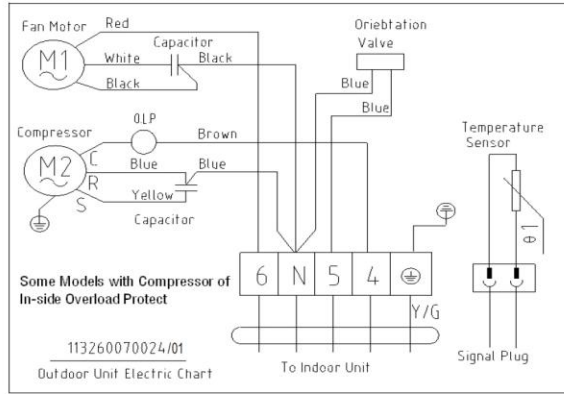 Fan Motor
Red
M1
White
Black
Capacitor
Black
Oriebtation
Valve
Blue
Blue
Compressor
M2
O.L.P
C
Brown
R
Blue
Blue
S
Yellow
Capacitor
Temperature
Sensor
θ1
Some Models with Compressor of
In-side Overload Protect
6 N 5 4
Y/G
113260070024/01
Outdoor Unit Electric Chart
To Indoor Unit
Signal Plug